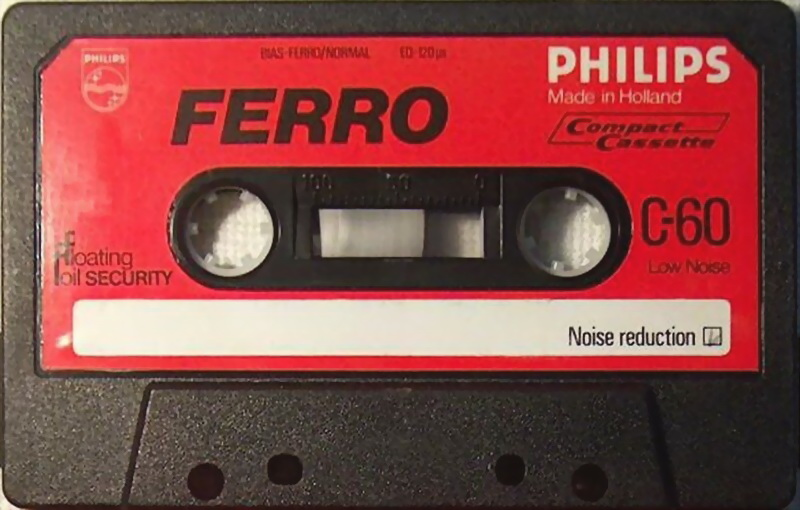 PHILIPS
BIAS-FERRO/NORMAL EQ-120 µs
PHILIPS
Made in Holland
FERRO
Compact
Cassette
100 50 0
C-60
floating
foil SECURITY
Low Noise
Noise reduction